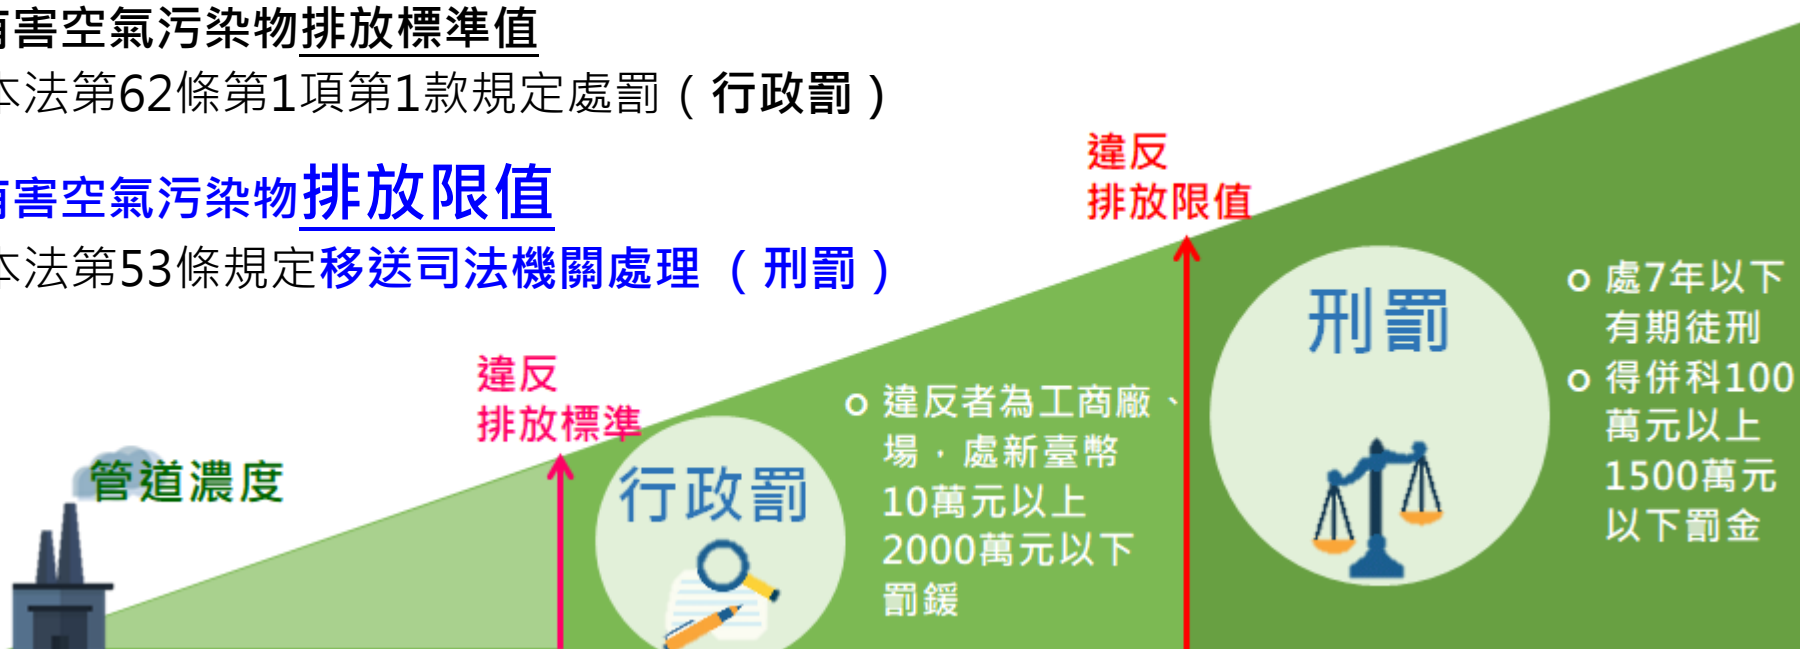 有害空氣污染物排放標準值
本法第62條第1項第1款規定處罰（行政罰）
有害空氣污染物排放限值
本法第53條規定移送司法機關處理（刑罰）
管道濃度
違反
排放標準
行政罰
o 違反者為工商廠、
場，處新臺幣
10萬元以上
2000萬元以下
罰鍰
違反
排放限值
刑罰
o 處7年以下
有期徒刑
o 得併科100
萬元以上
1500萬元
以下罰金